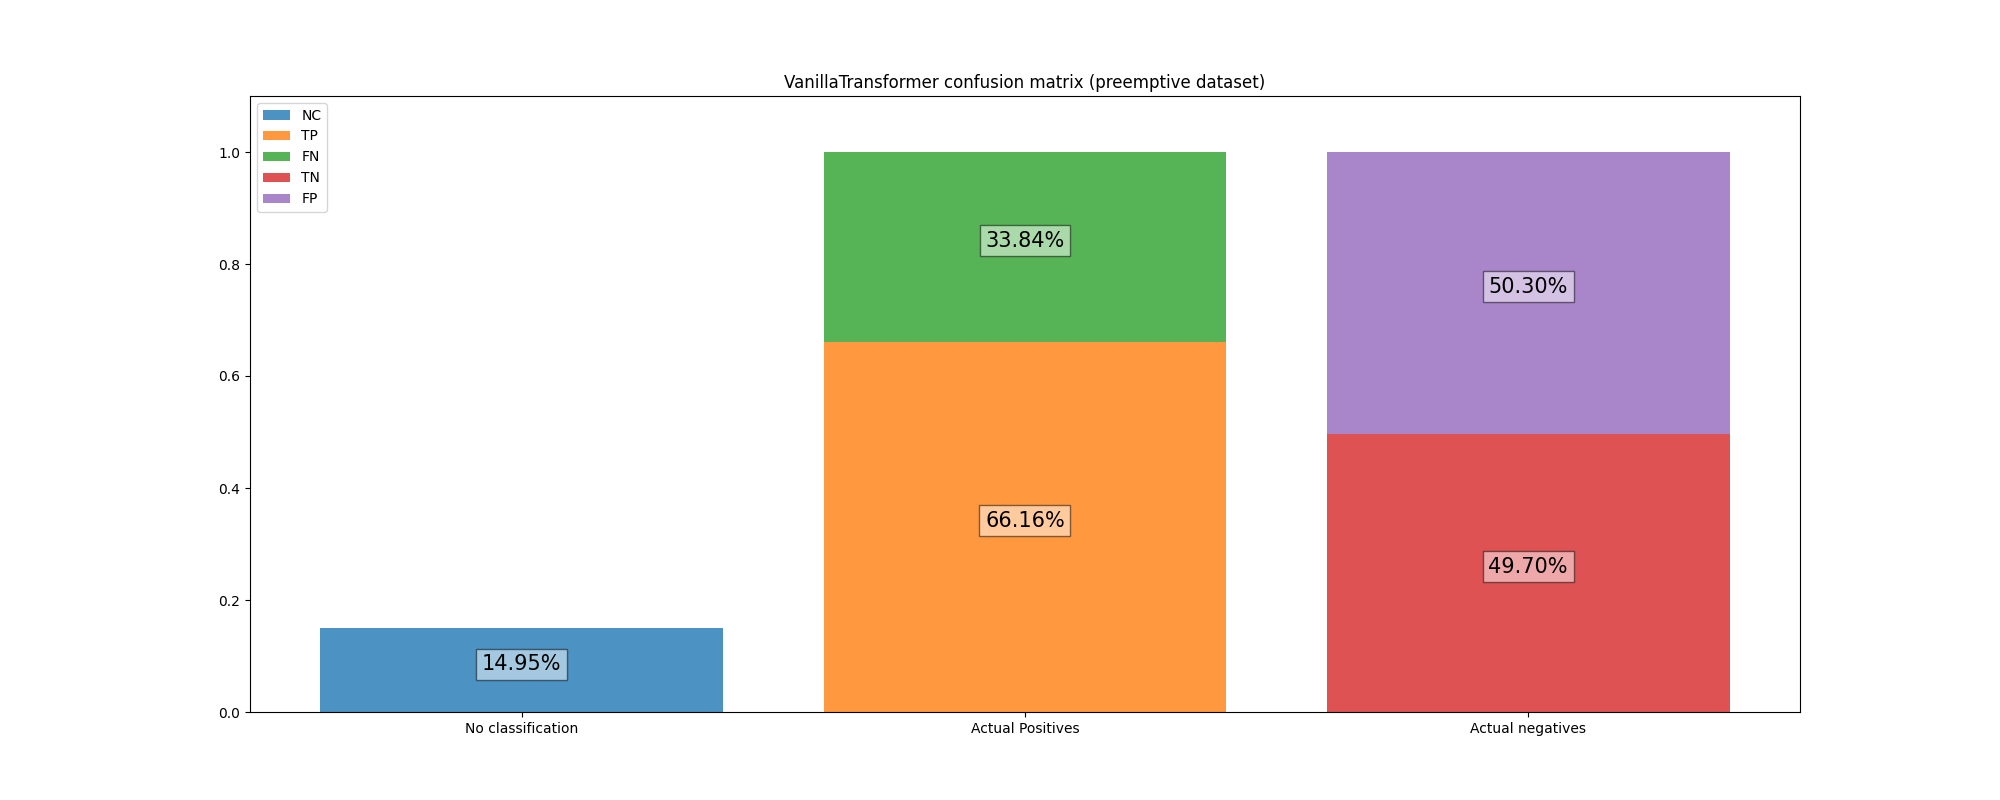 VanillaTransformer confusion matrix (preemptive dataset)
NC
TP
FN
TN
FP
1.0
0.8
0.6
0.4
0.2
0.0
33.84%
50.30%
66.16%
49.70%
14.95%
No classification
Actual Positives
Actual negatives